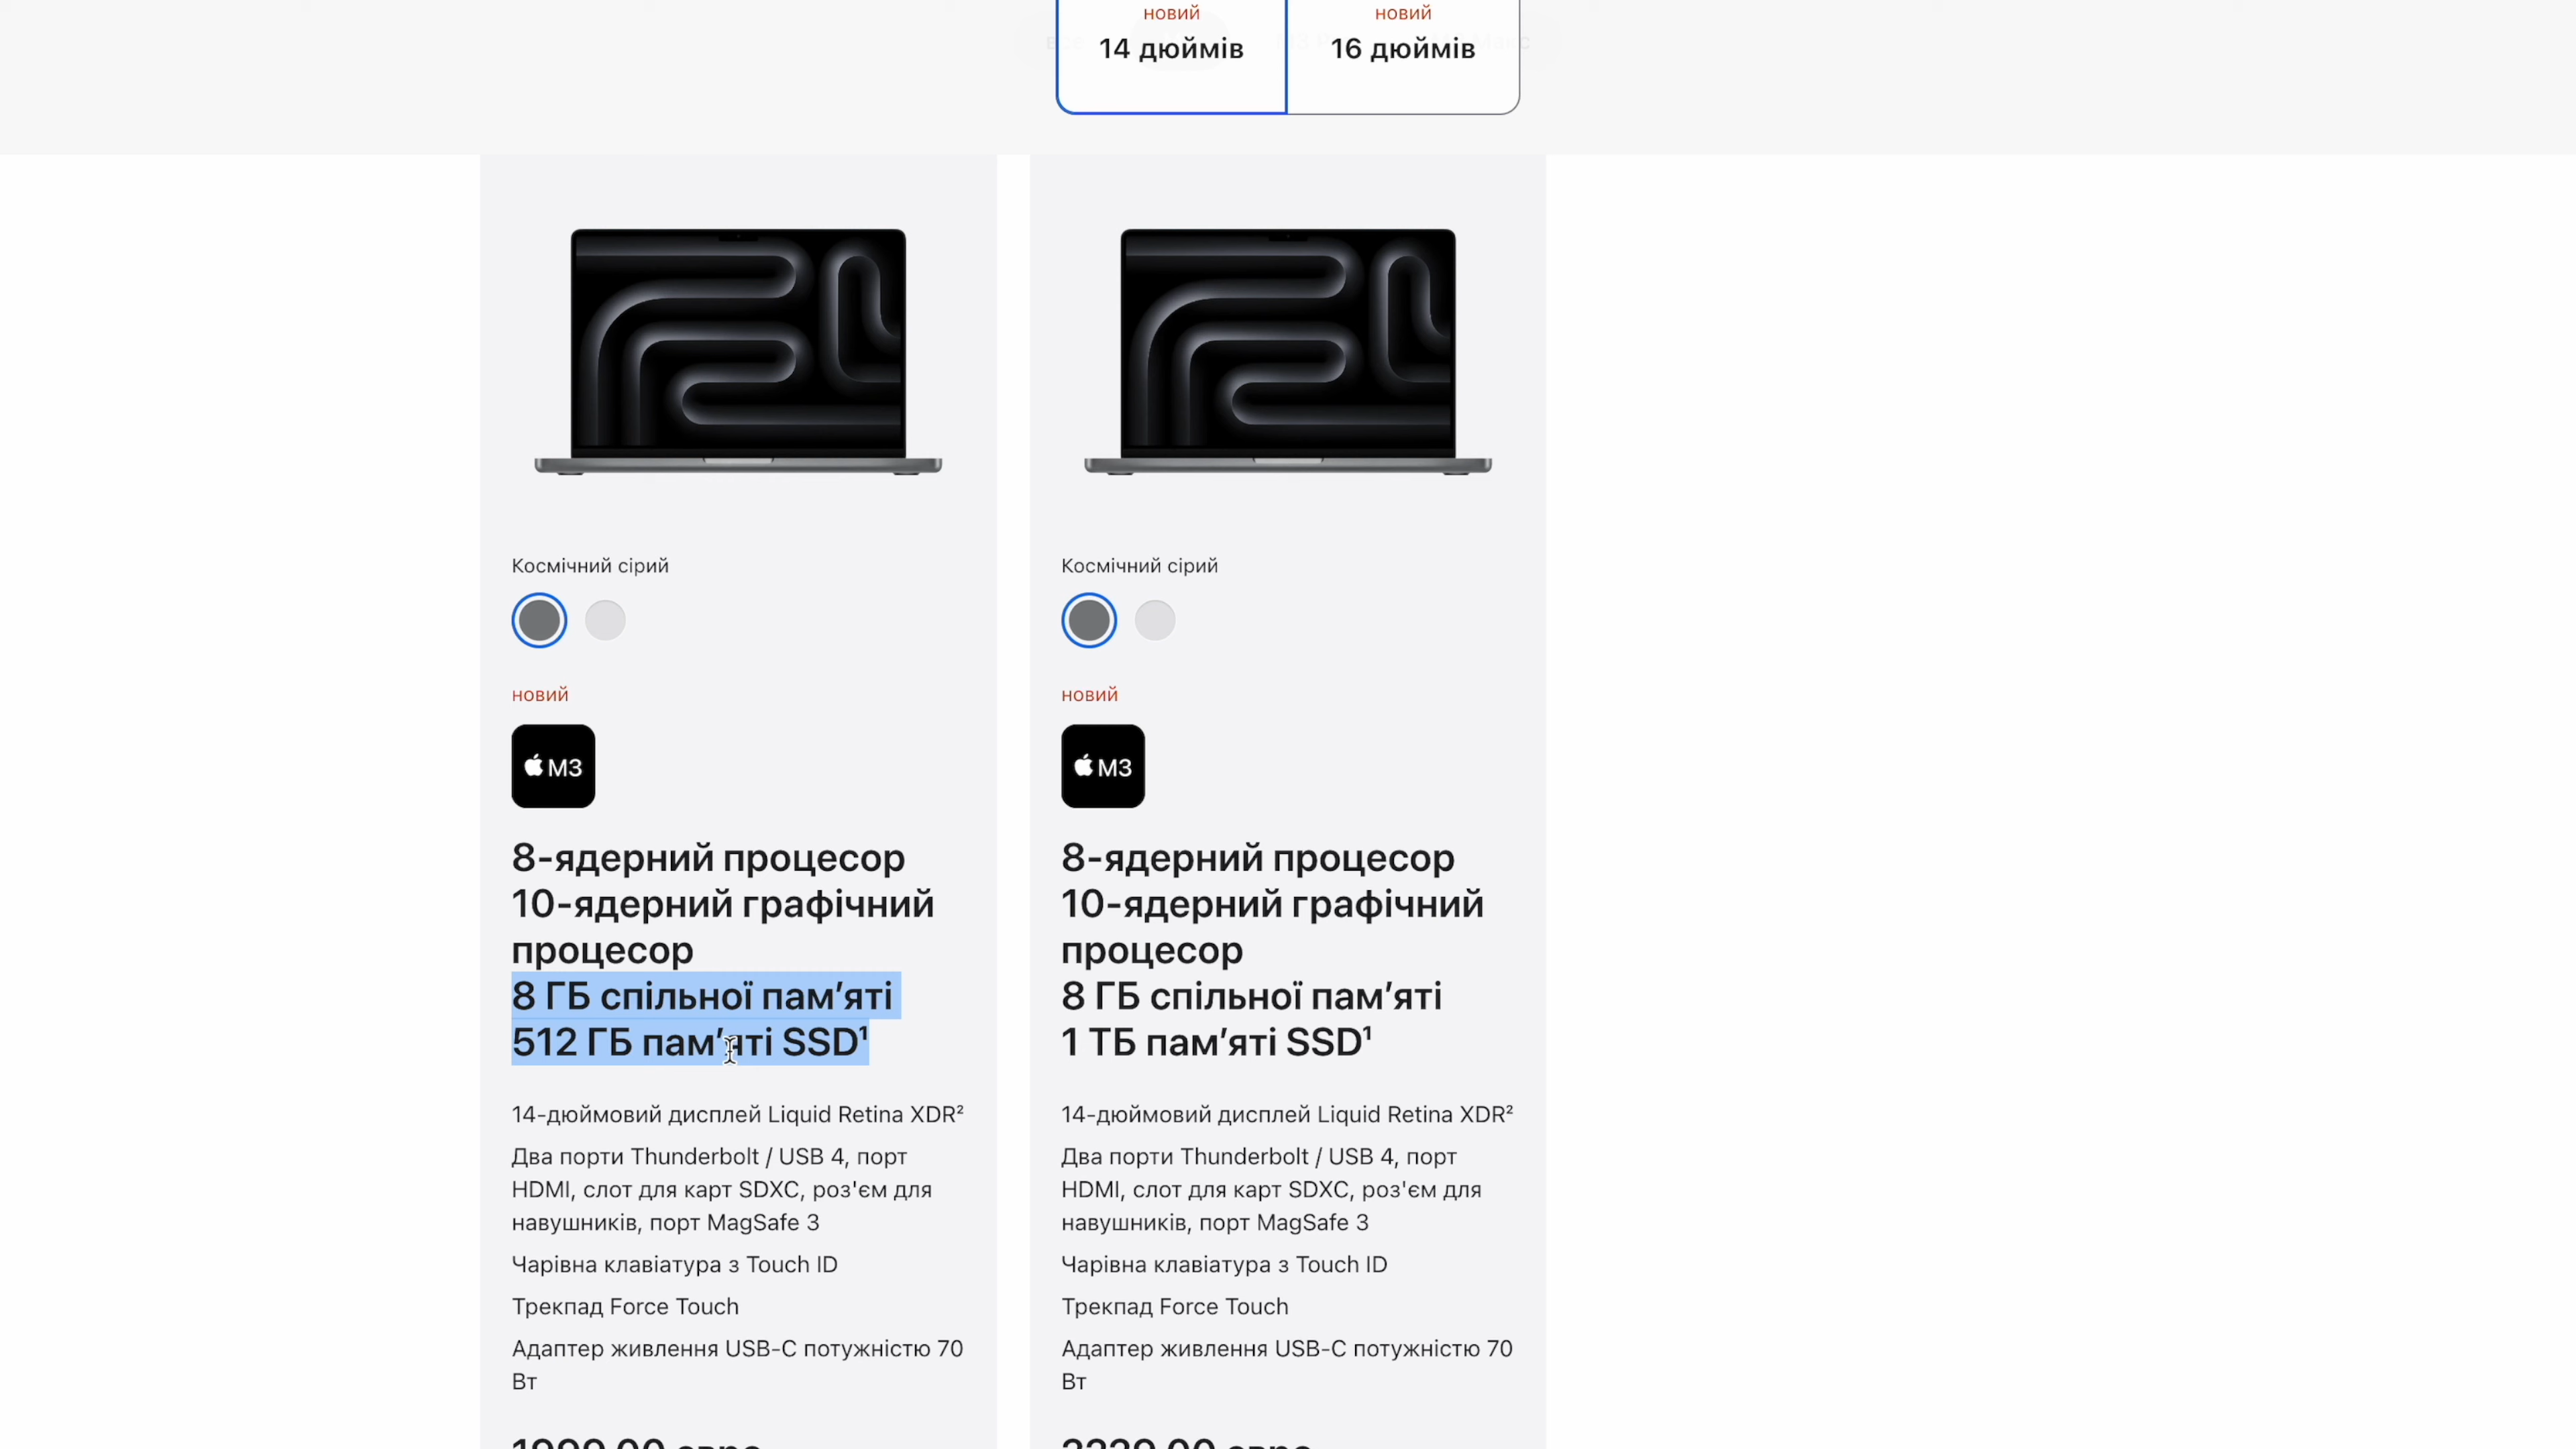 новий
14 дюймів
новий
16 дюймів
Космічний сірий
новий
M3
8-ядерний процесор
10-ядерний графічний
процесор
8 ГБ спільної пам’яті
512 ГБ пам’яті SSD¹
14-дюймовий дисплей Liquid Retina XDR²
Два порти Thunderbolt / USB 4, порт
HDMI, слот для карт SDXC, роз'єм для
навушників, порт MagSafe 3
Чарівна клавіатура з Touch ID
Трекпад Force Touch
Адаптер живлення USB-C потужністю 70
Вт
Космічний сірий
новий
M3
8-ядерний процесор
10-ядерний графічний
процесор
8 ГБ спільної пам’яті
1 ТБ пам’яті SSD¹
14-дюймовий дисплей Liquid Retina XDR²
Два порти Thunderbolt / USB 4, порт
HDMI, слот для карт SDXC, роз'єм для
навушників, порт MagSafe 3
Чарівна клавіатура з Touch ID
Трекпад Force Touch
Адаптер живлення USB-C потужністю 70
Вт